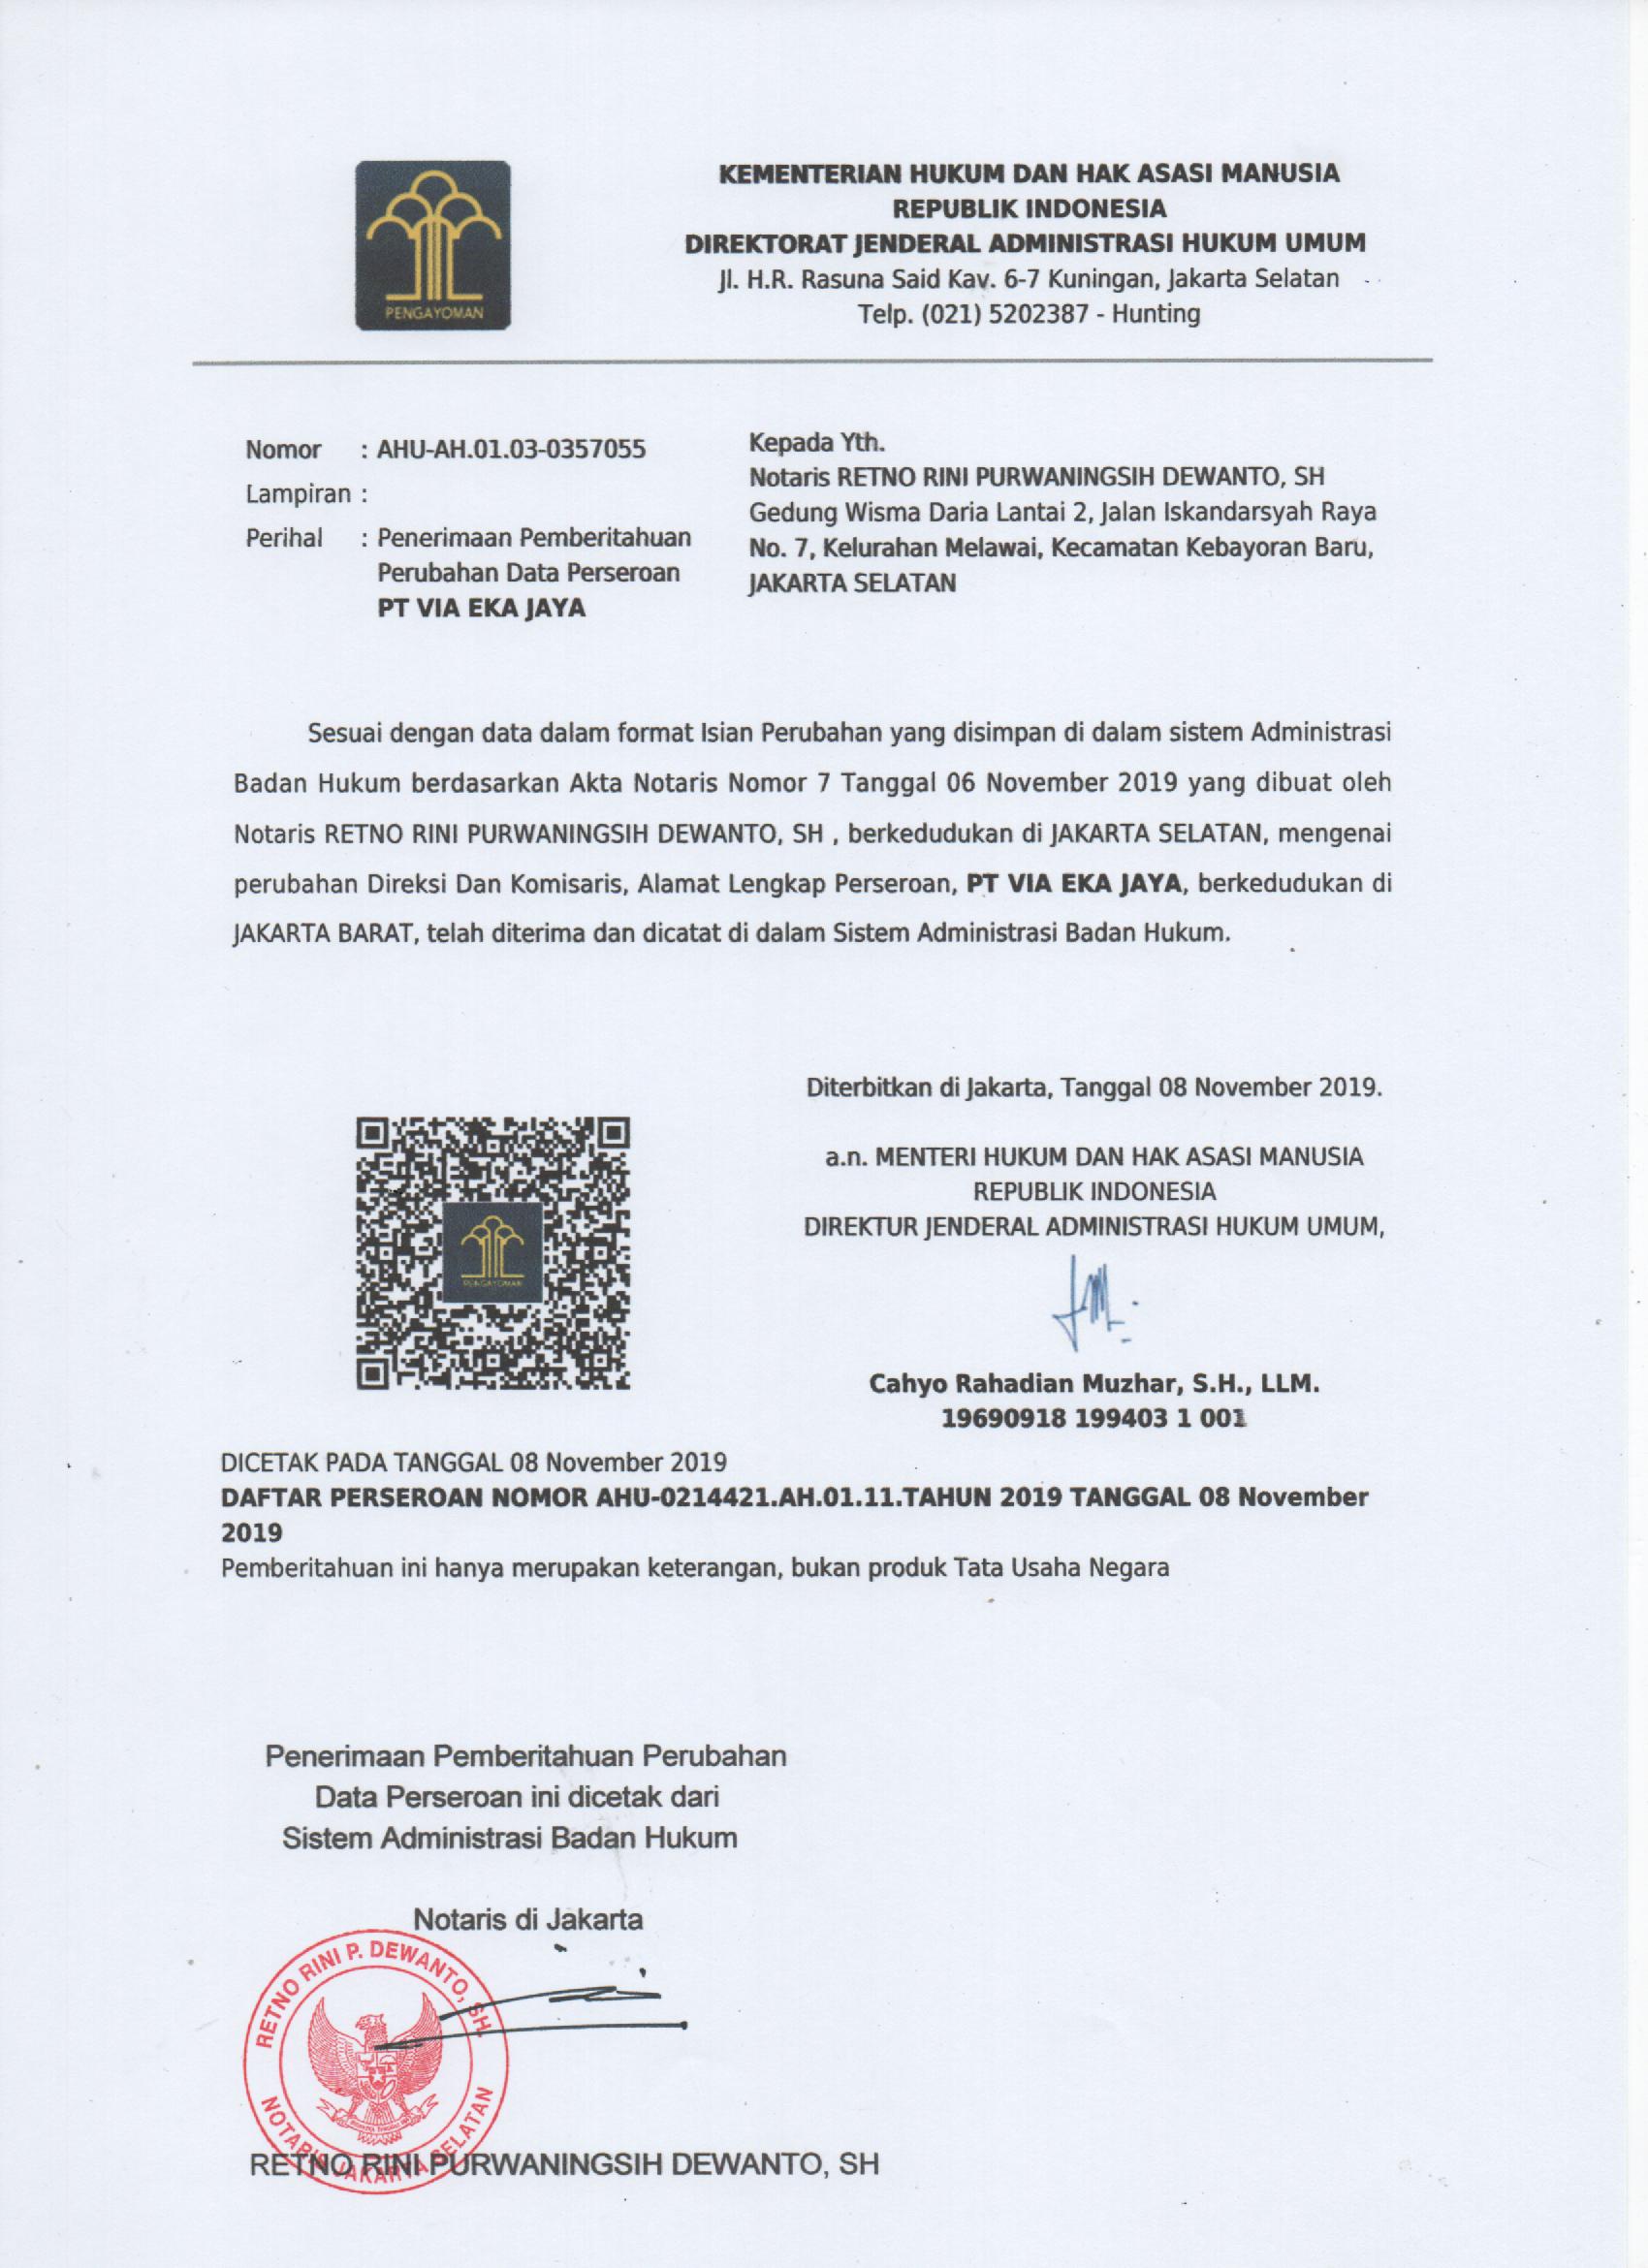 PENGAYOMAN
KEMENTERIAN HUKUM DAN HAK ASASI MANUSIA
REPUBLIK INDONESIA
DIREKTORAT JENDERAL ADMINISTRASI HUKUM UMUM
Jl. H.R. Rasuna Said Kav. 6-7 Kuningan, Jakarta Selatan
Telp. (021) 5202387 - Hunting
Nomor : AHU-AH.01.03-0357055
Lampiran :
Perihal : Penerimaan Pemberitahuan
Perubahan Data Perseroan
PT VIA EKA JAYA
Kepada Yth.
Notaris RETNO RINI PURWANINGSIH DEWANTO, SH
Gedung Wisma Daria Lantai 2, Jalan Iskandarsyah Raya
No. 7, Kelurahan Melawai, Kecamatan Kebayoran Baru,
JAKARTA SELATAN
Sesuai dengan data dalam format Isian Perubahan yang disimpan di dalam sistem Administrasi
Badan Hukum berdasarkan Akta Notaris Nomor 7 Tanggal 06 November 2019 yang dibuat oleh
Notaris RETNO RINI PURWANINGSIH DEWANTO, SH , berkedudukan di JAKARTA SELATAN, mengenai
perubahan Direksi Dan Komisaris, Alamat Lengkap Perseroan, PT VIA EKA JAYA, berkedudukan di
JAKARTA BARAT, telah diterima dan dicatat di dalam Sistem Administrasi Badan Hukum.
Diterbitkan di Jakarta, Tanggal 08 November 2019.
a.n. MENTERI HUKUM DAN HAK ASASI MANUSIA
REPUBLIK INDONESIA
DIREKTUR JENDERAL ADMINISTRASI HUKUM UMUM,
PENGAYOMAN
Cahyo Rahadian Muzhar, S.H., LLM.
19690918 199403 1 001
DICETAK PADA TANGGAL 08 November 2019
DAFTAR PERSEROAN NOMOR AHU-0214421.AH.01.11.TAHUN 2019 TANGGAL 08 November
2019
Pemberitahuan ini hanya merupakan keterangan, bukan produk Tata Usaha Negara
Penerimaan Pemberitahuan Perubahan
Data Perseroan ini dicetak dari
Sistem Administrasi Badan Hukum
Notaris di Jakarta
RETNO RINI P. DEWANTO, SH.
NOTARIS JAKARTA SELATAN
RETNO RINI PURWANINGSIH DEWANTO, SH